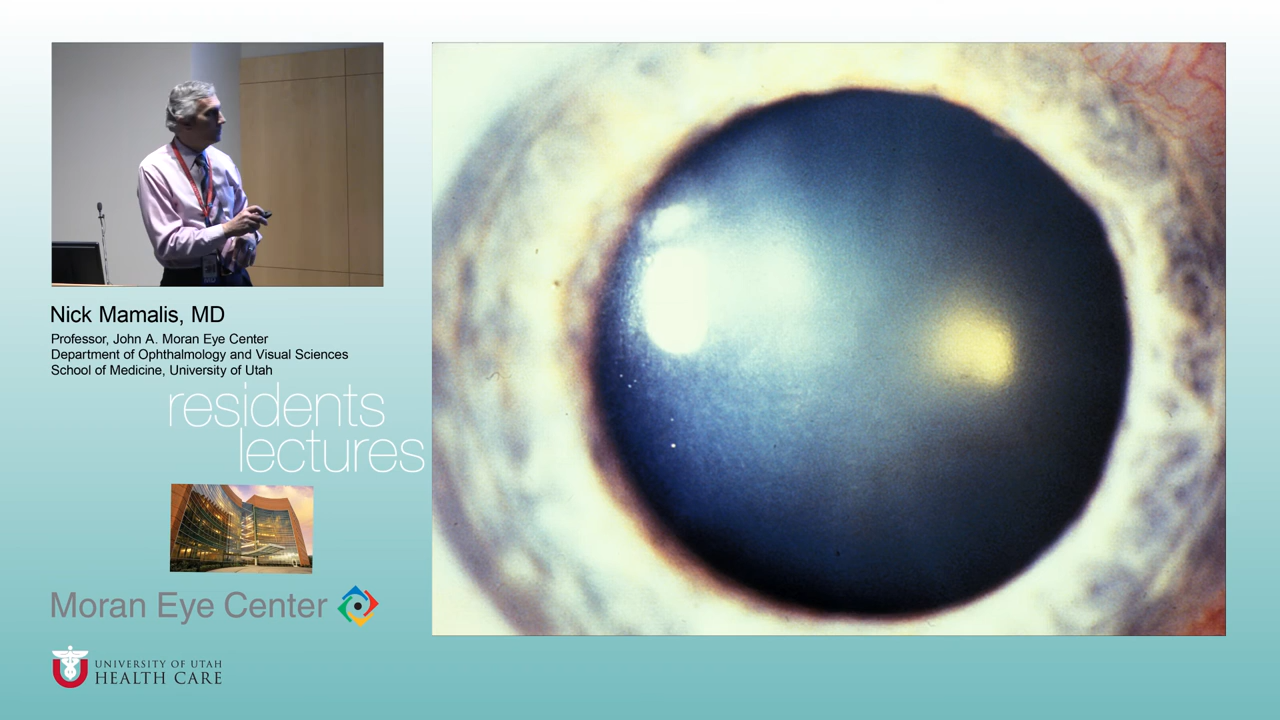 Nick Mamalis, MD
Professor, John A. Moran Eye Center
Department of Ophthalmology and Visual Sciences
School of Medicine, University of Utah
residents
lectures
Moran Eye Center
UNIVERSITY OF UTAH
HEALTH CARE